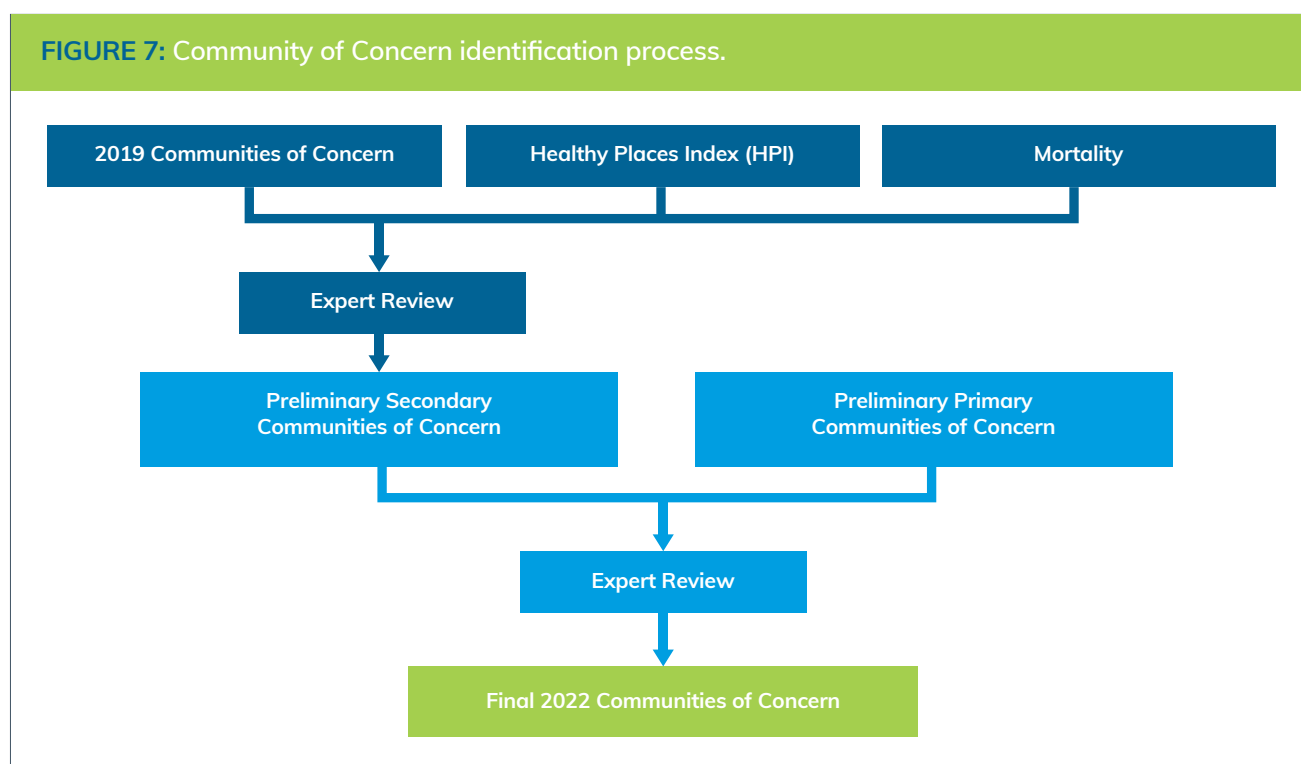 FIGURE 7: Community of Concern identification process.
2019 Communities of Concern
Healthy Places Index (HPI)
Mortality
Expert Review
Preliminary Secondary
Communities of Concern
Preliminary Primary
Communities of Concern
Expert Review
Final 2022 Communities of Concern